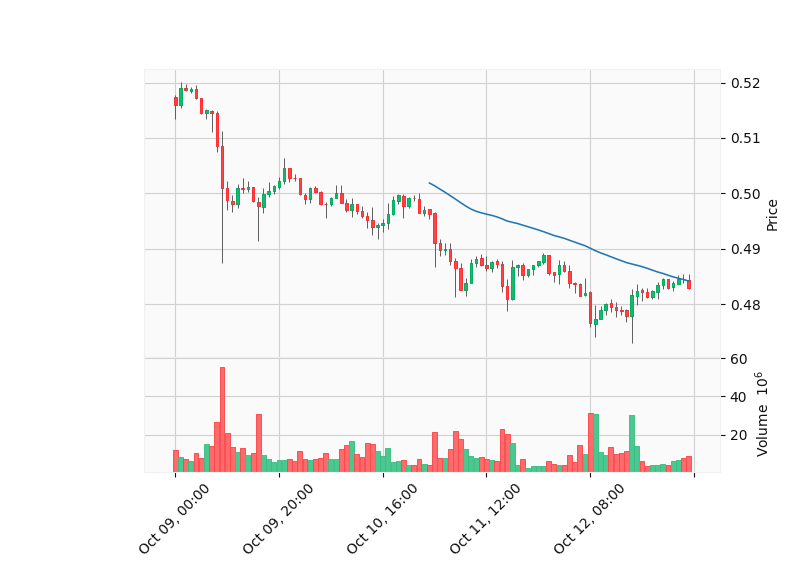 0.52
0.51
0.50
0.49
0.48
Price
60
40
20
Volume 10^6
Oct 09, 00:00
Oct 09, 20:00
Oct 10, 16:00
Oct 11, 12:00
Oct 12, 08:00